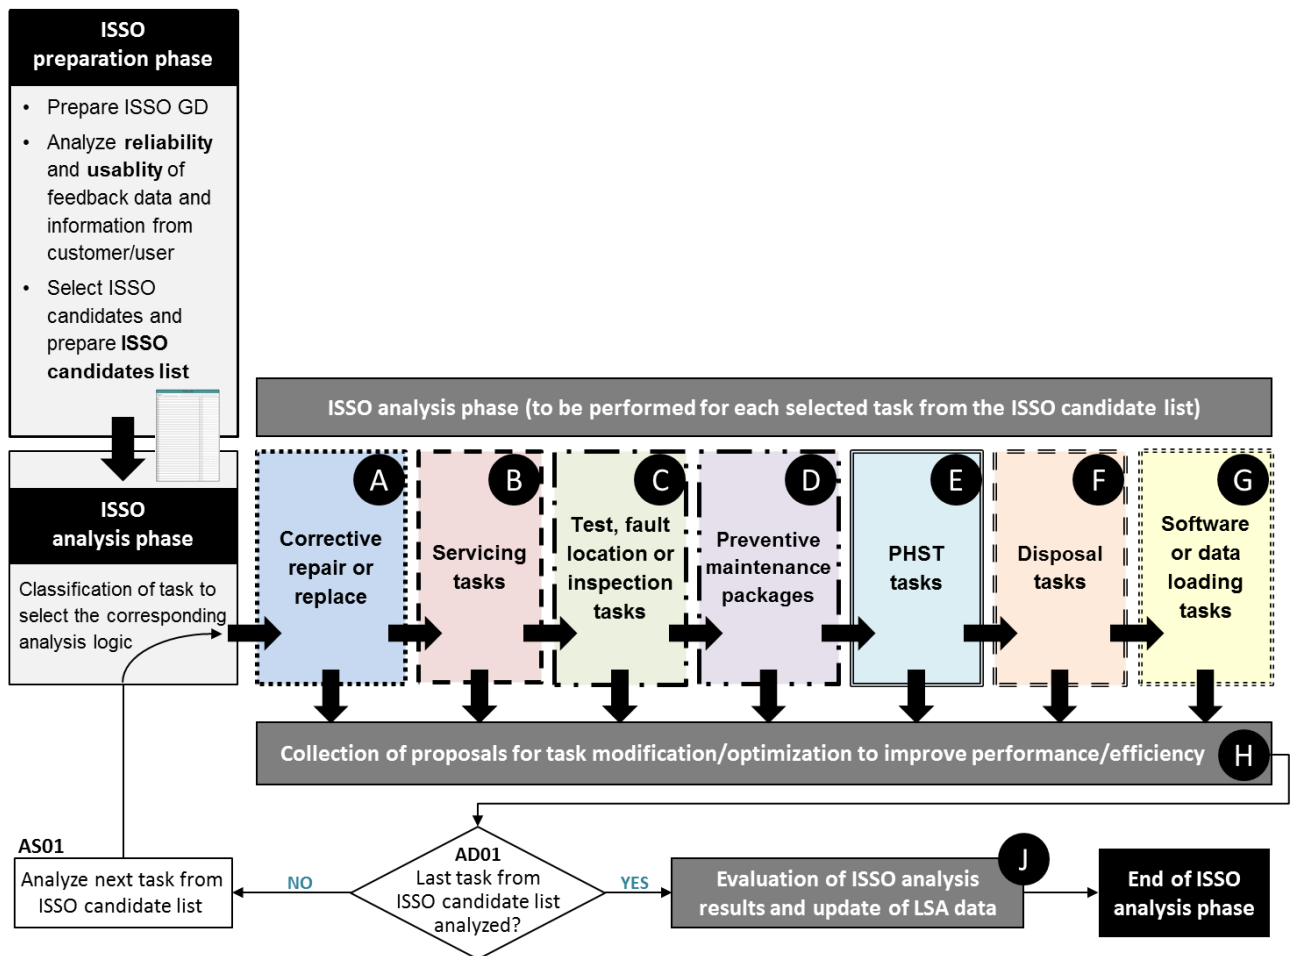 ISSO
preparation phase
• Prepare ISSO GD
• Analyze reliability
and usablity of
feedback data and
information from
customer/user
• Select ISSO
candidates and
prepare ISSO
candidates list
ISSO analysis phase (to be performed for each selected task from the ISSO candidate list)
ISSO
analysis phase
Classification of task to
select the corresponding
analysis logic
A
Corrective
repair or
replace
B
Servicing
tasks
C
Test, fault
location or
inspection
tasks
D
Preventive
maintenance
packages
E
PHST
tasks
F
Disposal
tasks
G
Software
or data
loading
tasks
Collection of proposals for task modification/optimization to improve performance/efficiency
H
AS01
Analyze next task from
ISSO candidate list
NO
AD01
Last task from
ISSO candidate list
analyzed?
YES
J
Evaluation of ISSO analysis
results and update of LSA data
End of ISSO
analysis phase